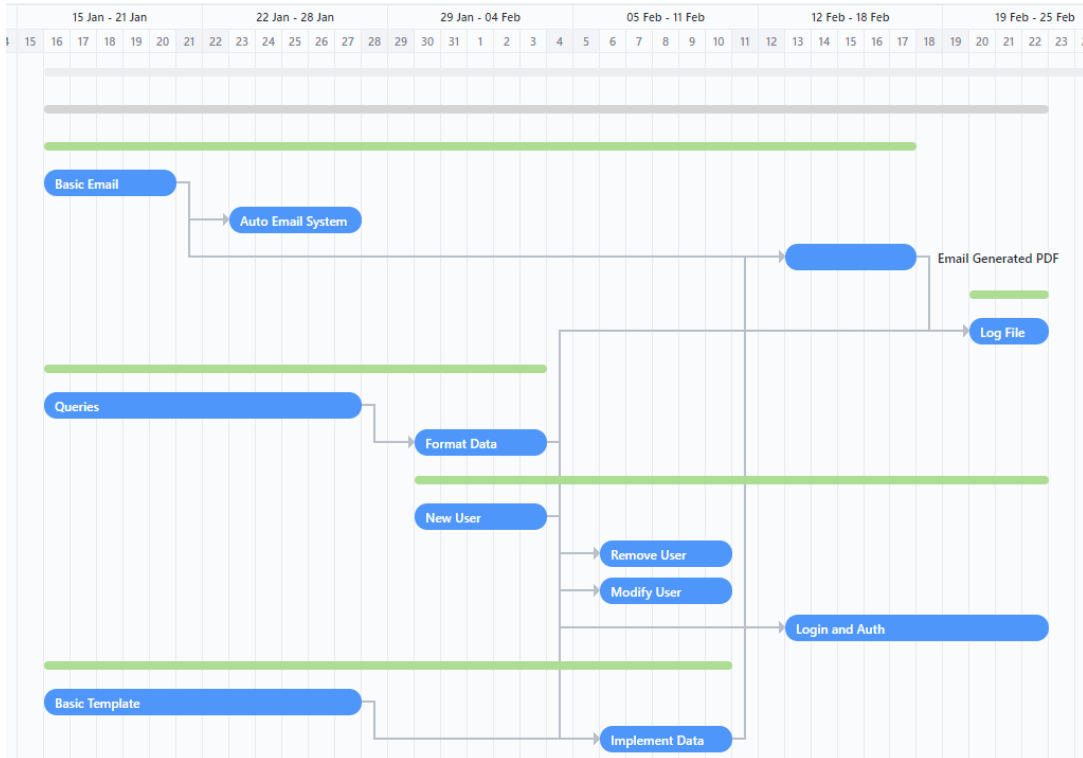 15 Jan - 21 Jan 22 Jan - 28 Jan 29 Jan - 04 Feb 05 Feb - 11 Feb 12 Feb - 18 Feb 19 Feb - 25 Feb
15 16 17 18 19 20 21 22 23 24 25 26 27 28 29 30 31 1 2 3 4 5 6 7 8 9 10 11 12 13 14 15 16 17 18 19 20 21 22 23
Basic Email
Auto Email System
Email Generated PDF
Log File
Queries
Format Data
New User
Remove User
Modify User
Login and Auth
Basic Template
Implement Data